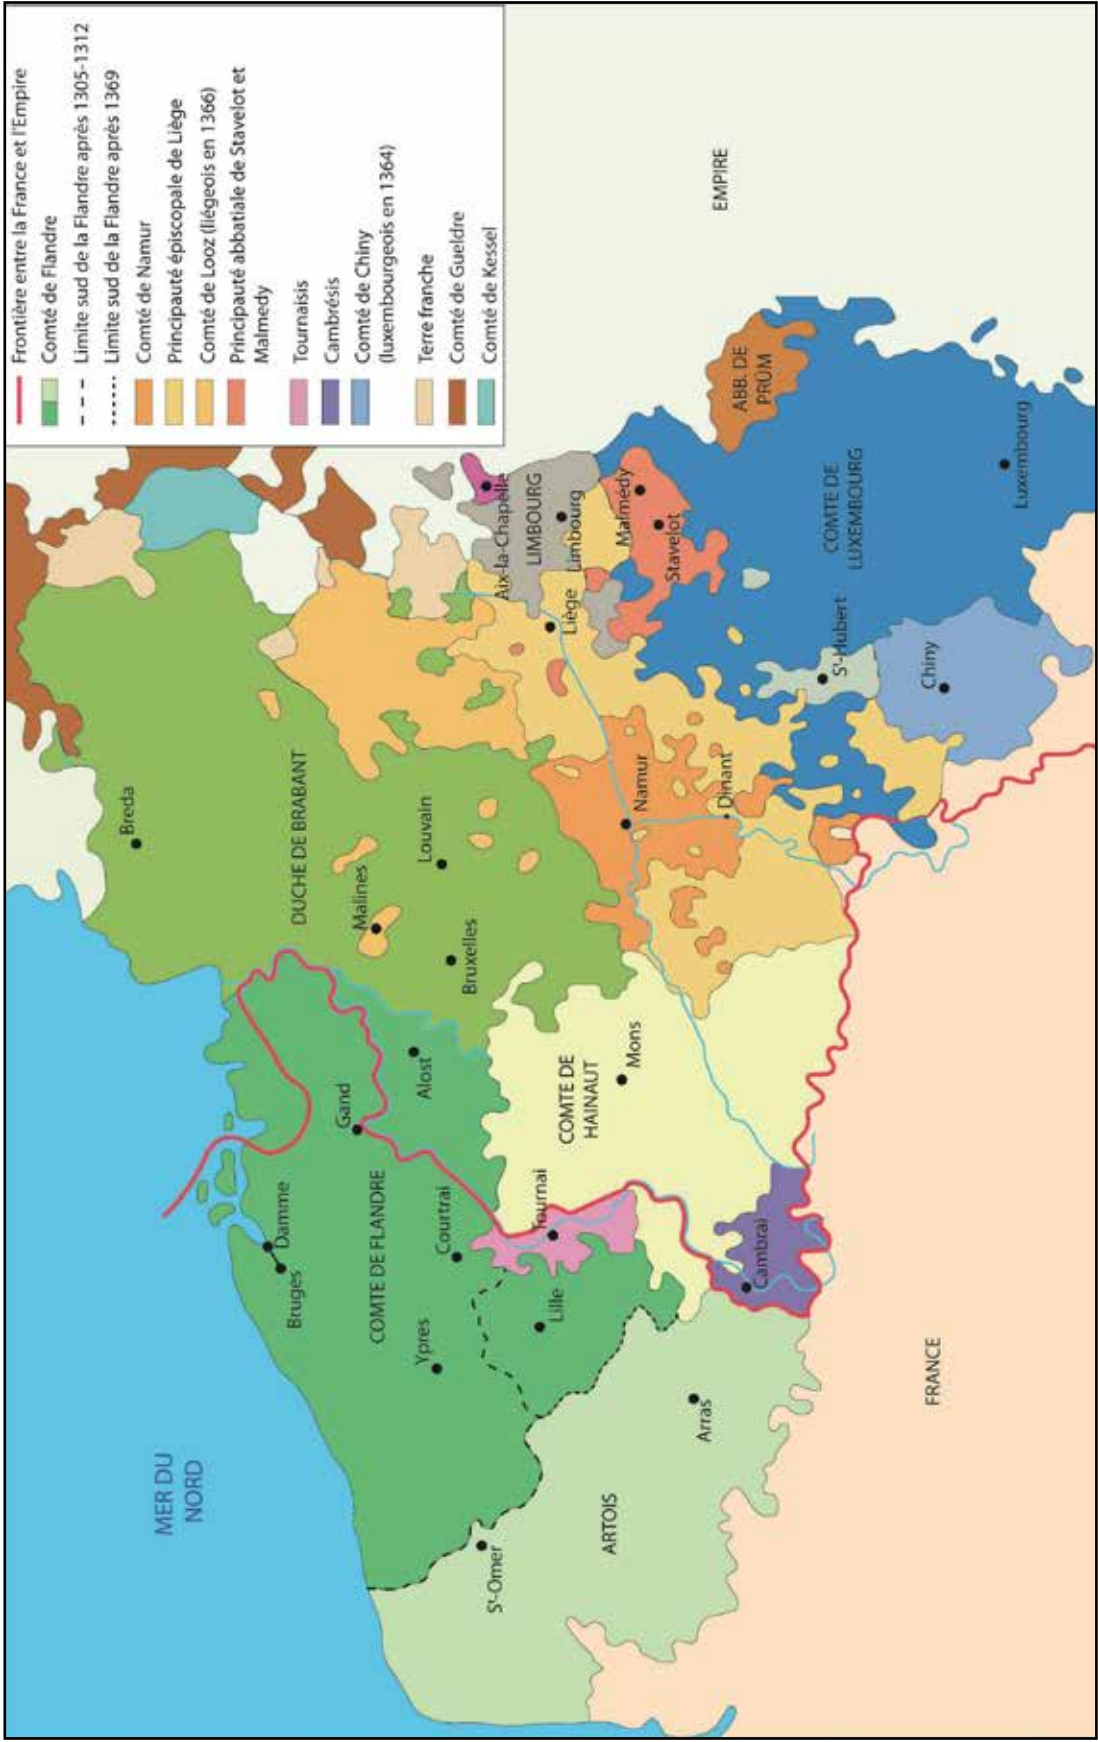 Frontière entre la France et l'Empire
Comté de Flandre
Limite sud de la Flandre après 1305-1312
Limite sud de la Flandre après 1369
Comté de Namur
Principauté épiscopale de Liège
Comté de Looz (liégeois en 1366)
Principauté abbatiale de Stavelot et
Malmedy
Tournaisis
Cambrésis
Comté de Chiny
(luxembourgeois en 1364)
Terre franche
Comté de Gueldre
Comté de Kessel
MER DU
NORD
Breda
DUCHE DE BRABANT
Malines
Louvain
Bruxelles
Damme
Bruges
Gand
Alost
COMTE DE FLANDRE
Courtrai
Ypres
Lille
Tournai
St-Omer
ARTOIS
Arras
Cambrai
COMTE DE
HAINAUT
Mons
Namur
Dinant
Liège
Aix-la-Chapelle
LIMBOURG
Limbourg
Malmédy
Stavelot
ABB. DE
PRÜM
COMTE DE
LUXEMBOURG
Luxembourg
St-Hubert
Chiny
EMPIRE
FRANCE